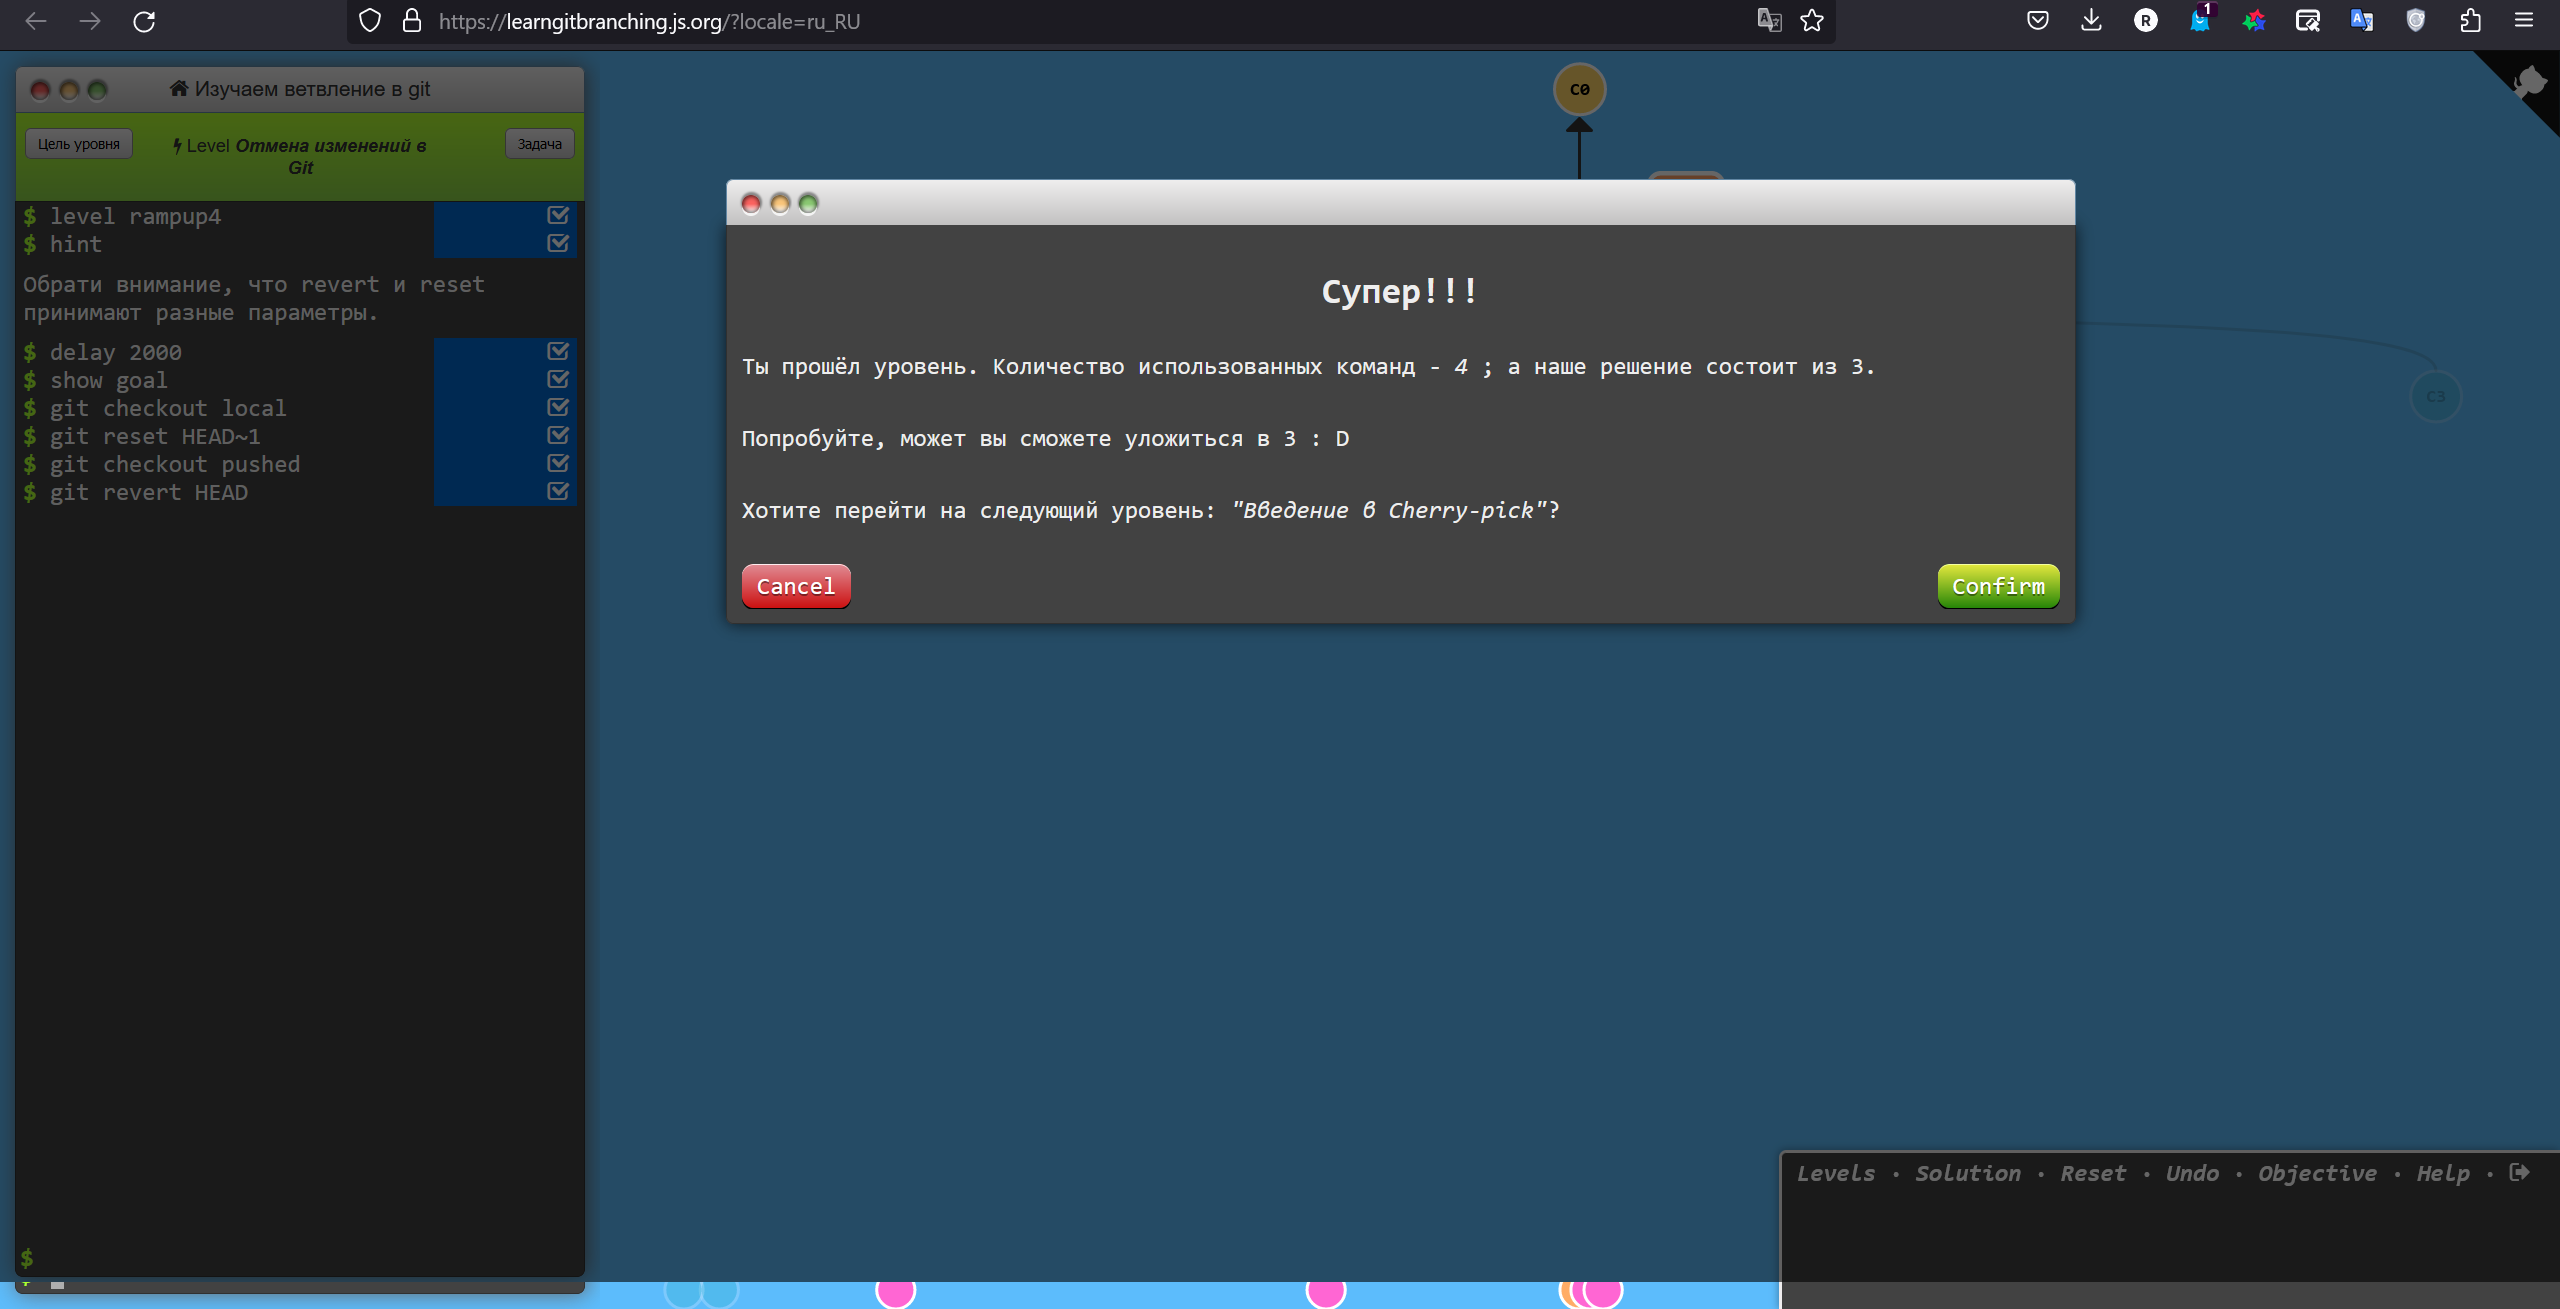 https://learngitbranching.js.org/?locale=ru_RU
R
1
Изучаем ветвление в git
Цель уровня
Level Отмена изменений в
Git
Задача
$ level rampup4
$ hint
Обрати внимание, что revert и reset
принимают разные параметры.
$ delay 2000
$ show goal
$ git checkout local
$ git reset HEAD~1
$ git checkout pushed
$ git revert HEAD
$
C0
Супер!!!
Ты прошёл уровень. Количество использованных команд - 4 ; а наше решение состоит из 3.
Попробуйте, может вы сможете уложиться в 3 : D
Хотите перейти на следующий уровень: "Введение в Cherry-pick"?
Cancel
Confirm
C3
Levels · Solution · Reset · Undo · Objective · Help ·